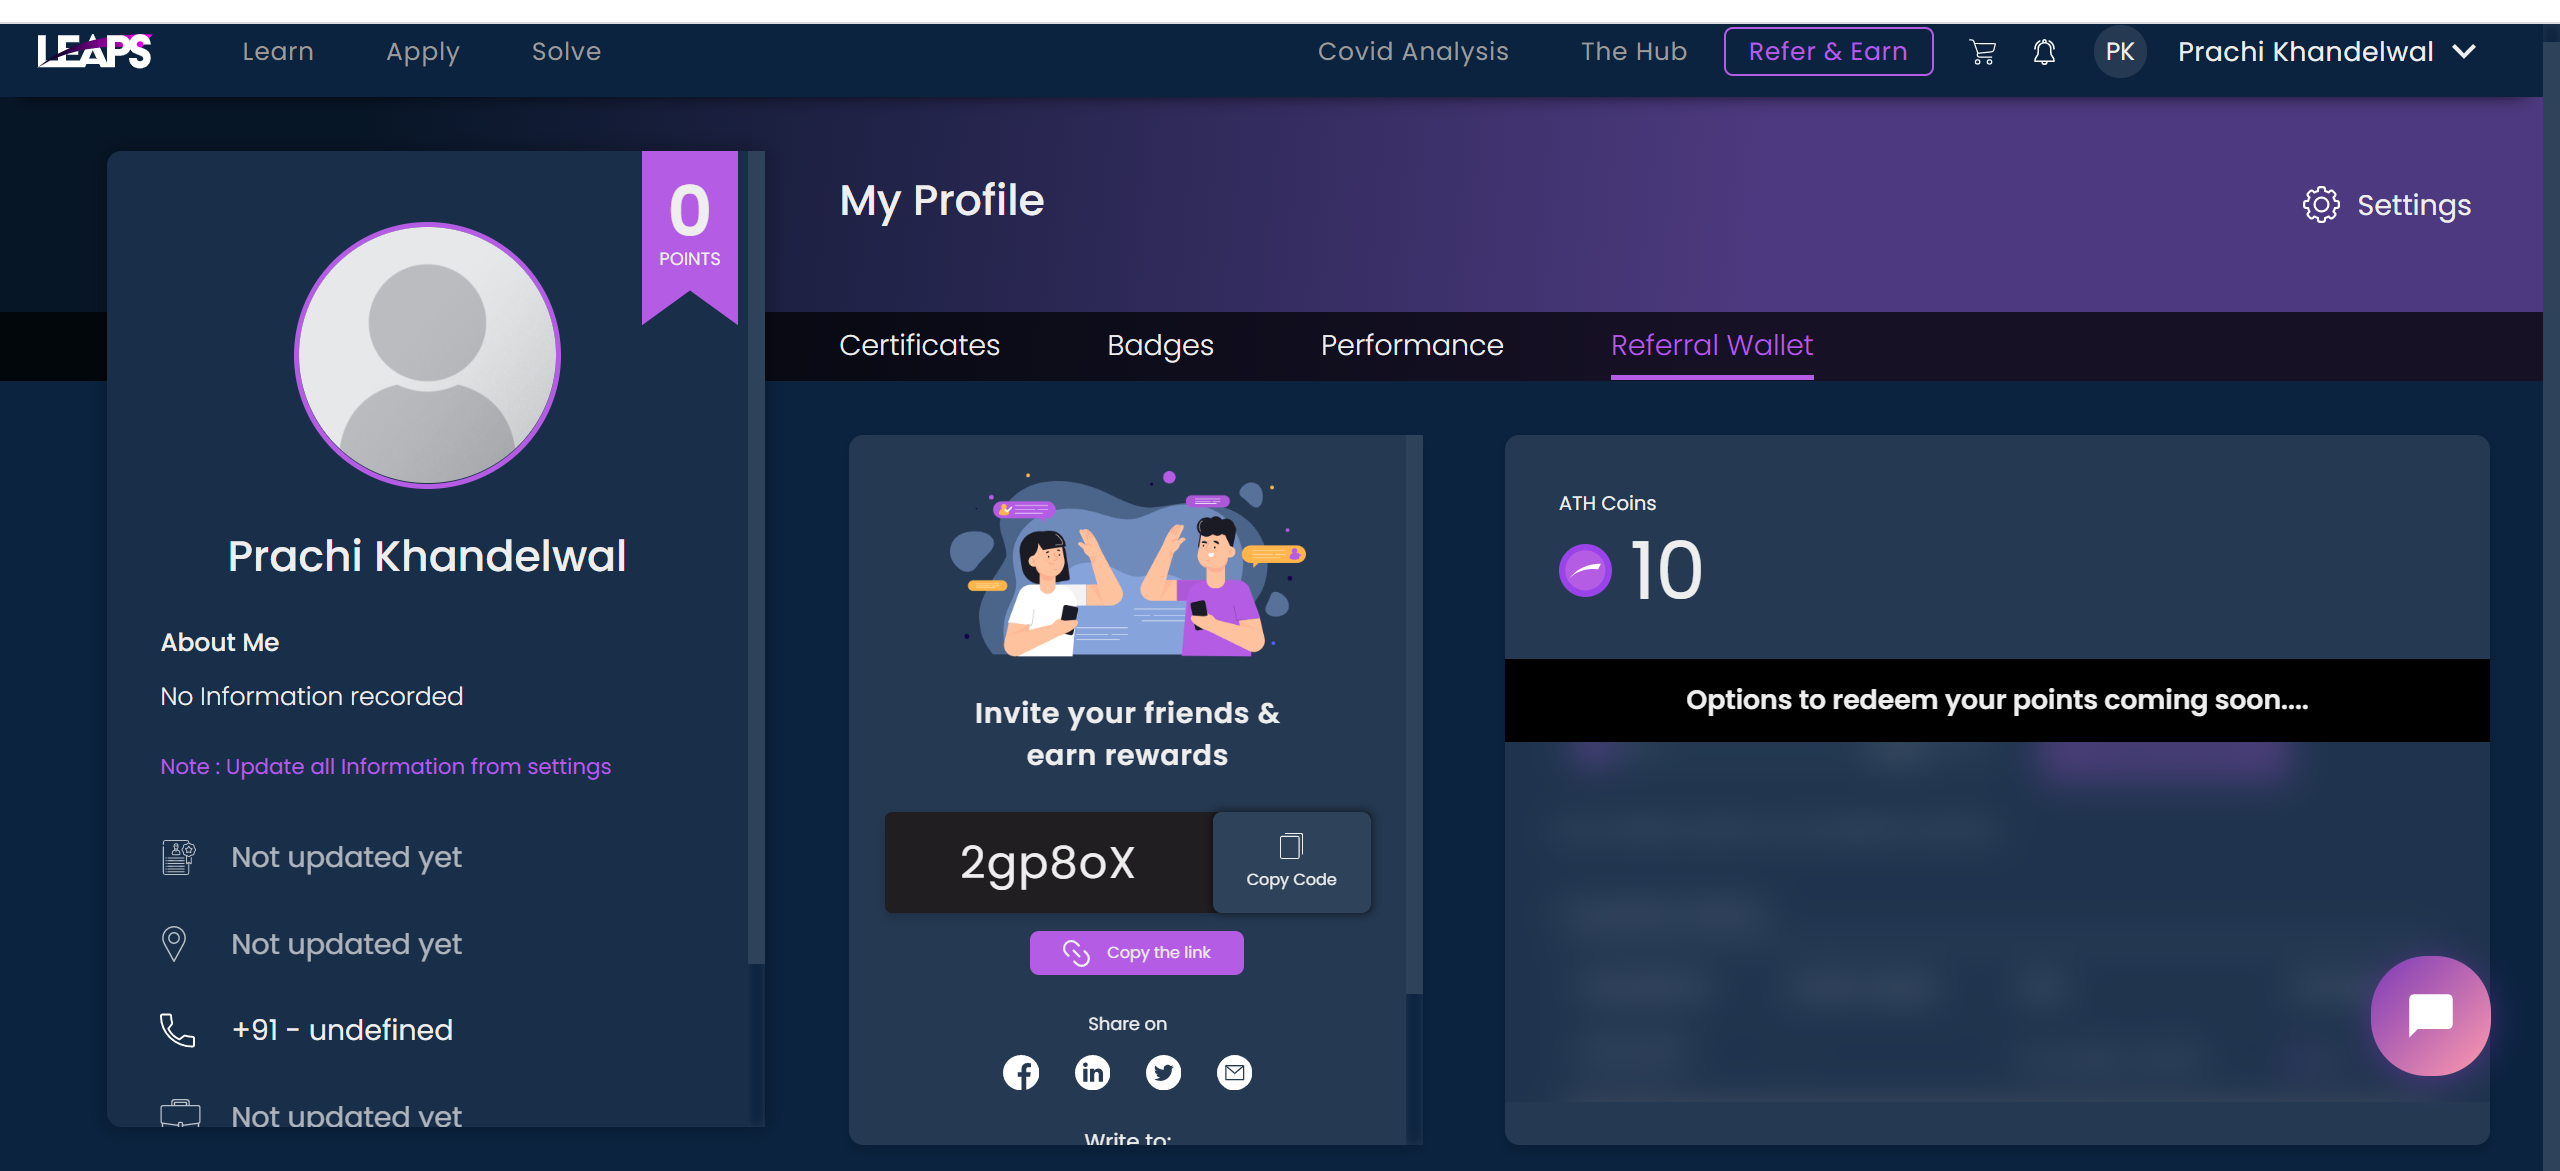 LEAPS
Learn
Apply
Solve
Covid Analysis
The Hub
Refer & Earn
PK
Prachi Khandelwal
0
POINTS
My Profile
Settings
Certificates
Badges
Performance
Referral Wallet
Prachi Khandelwal
About Me
No Information recorded
Note : Update all Information from settings
Not updated yet
Not updated yet
+91 - undefined
Not updated yet
Invite your friends &
earn rewards
2gp8oX
Copy Code
Copy the link
Share on
Write to:
ATH Coins
10
Options to redeem your points coming soon....